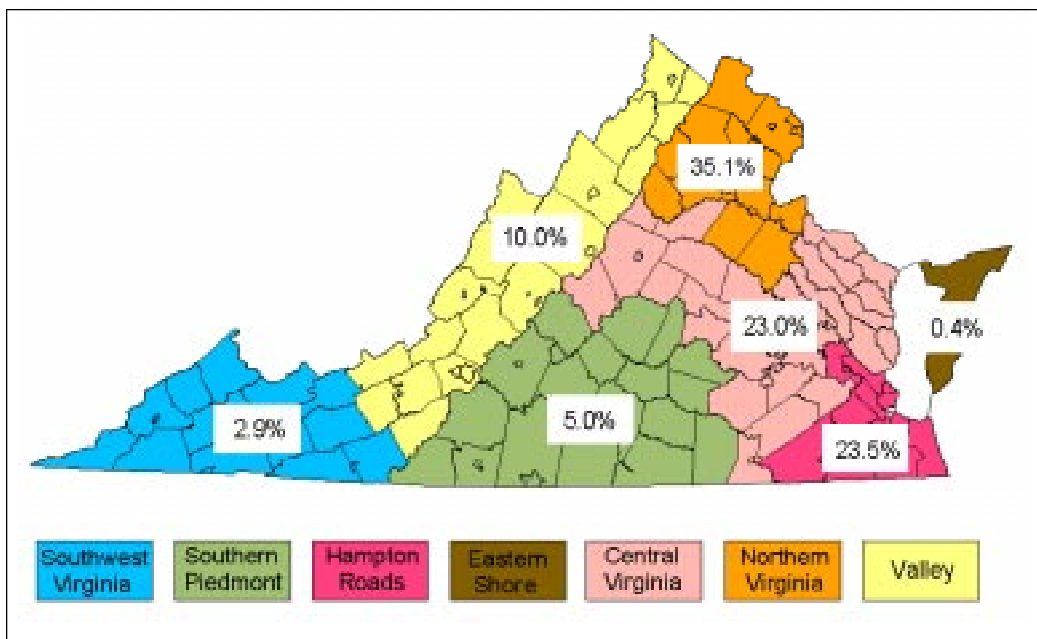 35.1%
10.0%
23.0%
0.4%
2.9%
5.0%
23.5%
Southwest
Virginia
Southern
Piedmont
Hampton
Roads
Eastern
Shore
Central
Virginia
Northern
Virginia
Valley